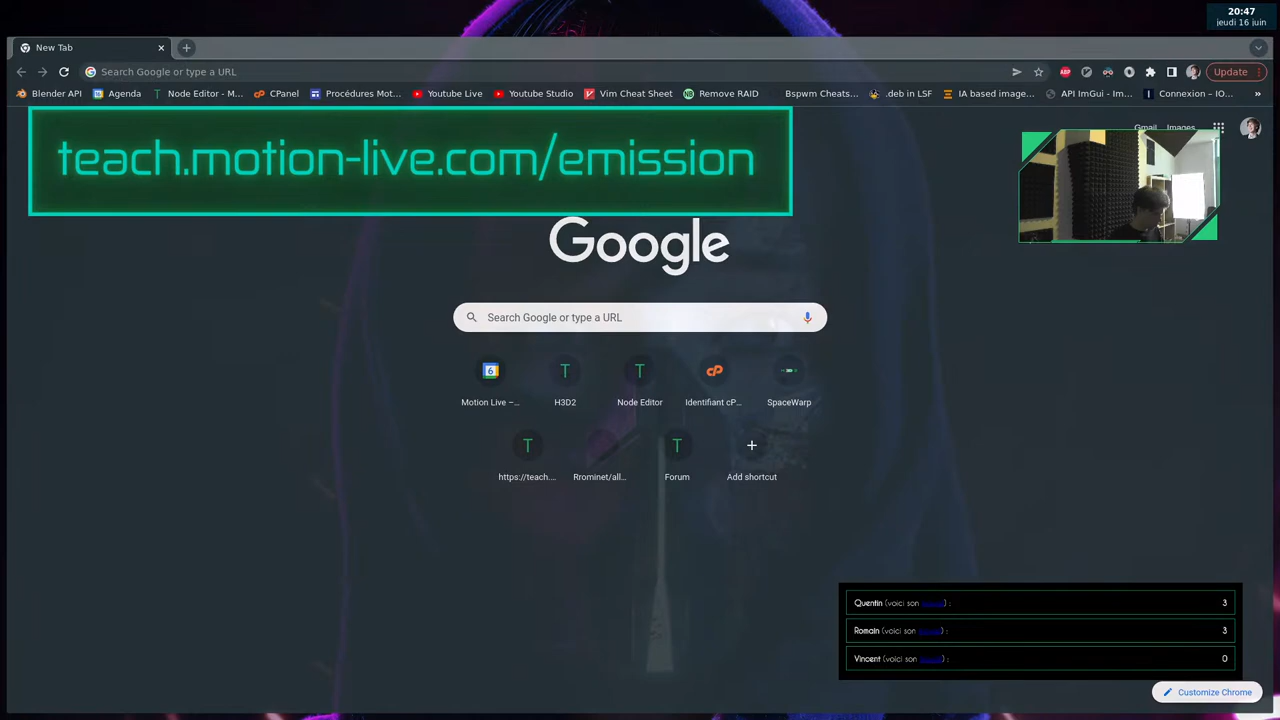 20:47
jeudi 16 juin
New Tab
Search Google or type a URL
ABP
Update
Blender API
Agenda
Node Editor - M...
CPanel
Procédures Mot...
Youtube Live
Youtube Studio
Vim Cheat Sheet
Remove RAID
Bspwm Cheats...
.deb in LSF
IA based image...
API ImGui - Im...
Connexion – IO...
»
Gmail
Images
teach.motion-live.com/emission
Google
Search Google or type a URL
6
T
T
cP
Motion Live –...
H3D2
Node Editor
Identifiant cP...
SpaceWarp
T
T
https://teach....
Rrominet/all...
Forum
Add shortcut
Quentin (voici son
) :
3
Romain (voici son
) :
3
Vincent (voici son
) :
0
Customize Chrome